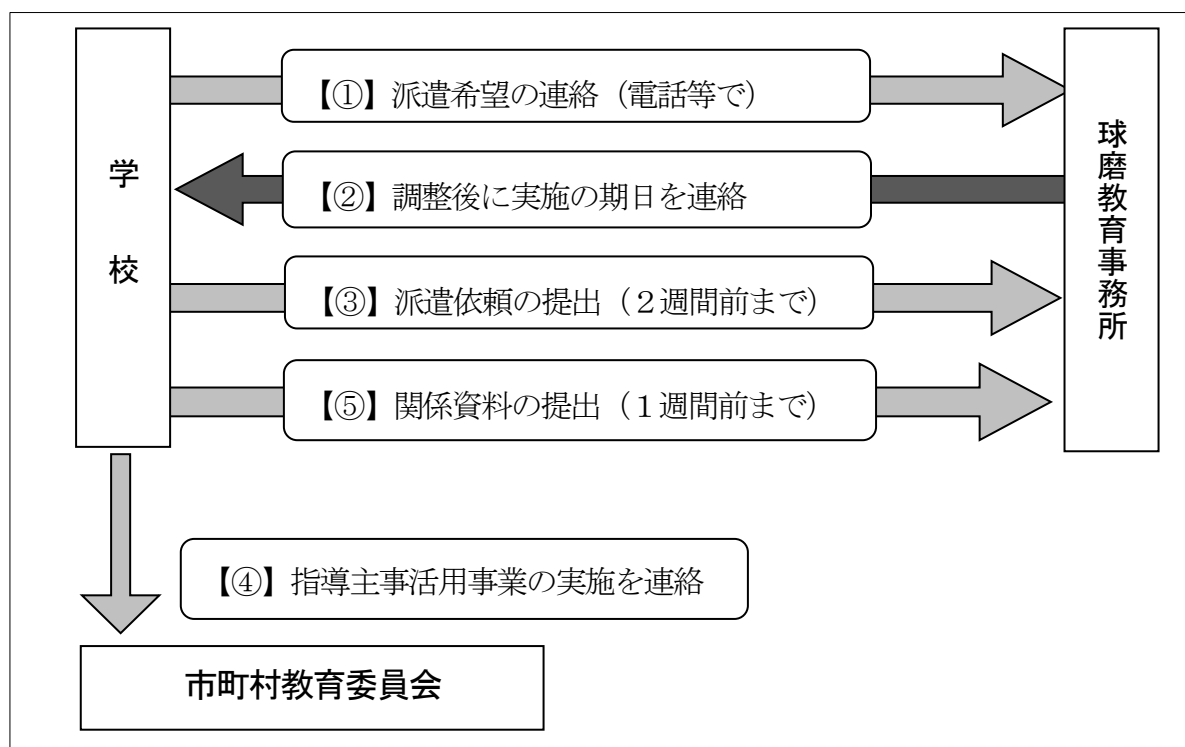 学校
【①】派遣希望の連絡（電話等で）
【②】調整後に実施の期日を連絡
【③】派遣依頼の提出（２週間前まで）
【⑤】関係資料の提出（１週間前まで）
球磨教育事務所
【④】指導主事活用事業の実施を連絡
市町村教育委員会